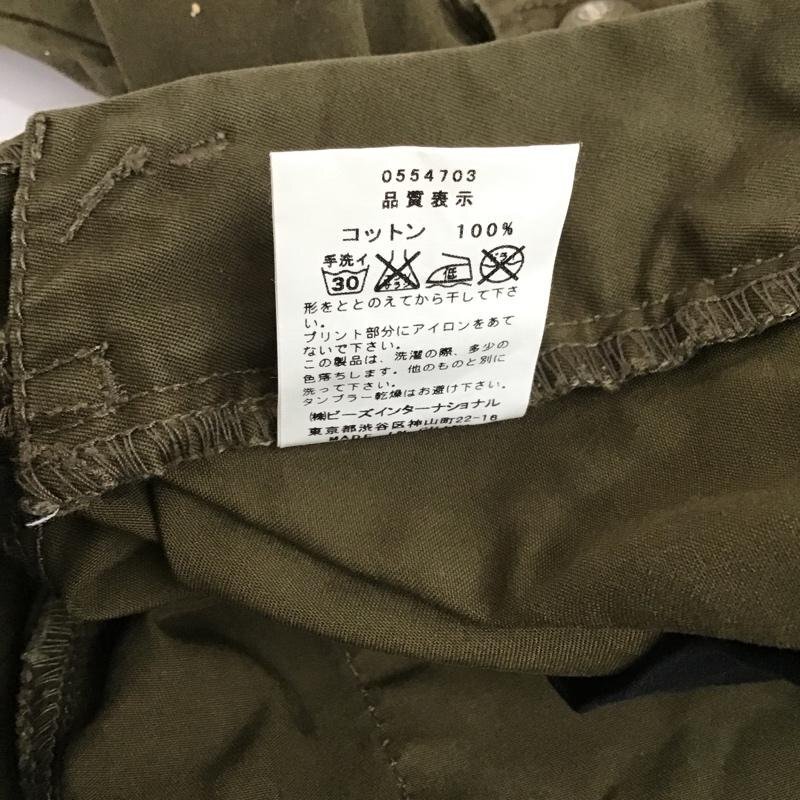 0554703
品質表示
コットン 100%
手洗イ
30 低
形をととのえてから干して下さ
い。
プリント部分にアイロンをあて
ないで下さい。
この製品は、洗濯の際、多少の
色落ちします。他のものと別に
洗って下さい。
タンブラー乾燥はお避け下さい。
㈱ビーズインターナショナル
東京都渋谷区神山町22-16
MADE IN